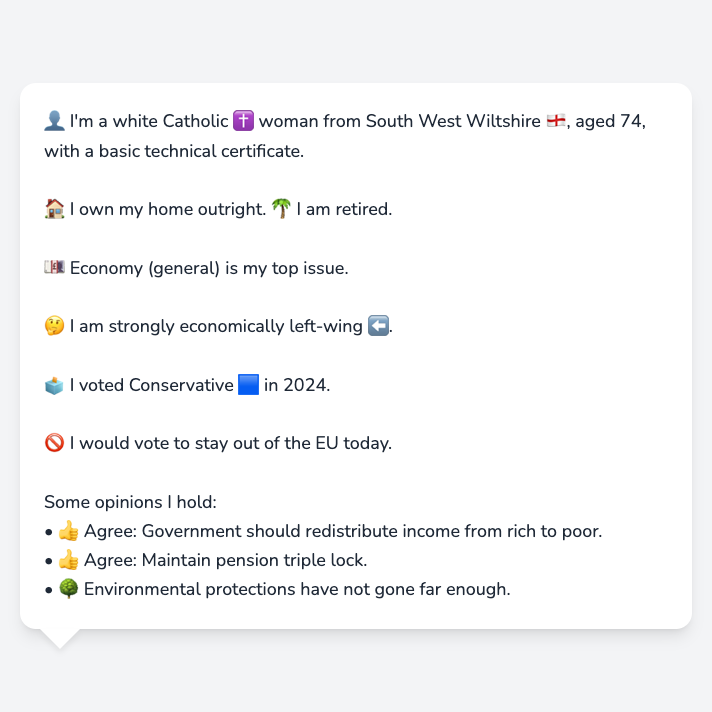 👤 I'm a white Catholic ✝️ woman from South West Wiltshire 🏴󠁧󠁢󠁥󠁮󠁧󠁿, aged 74,
with a basic technical certificate.
🏠 I own my home outright. 🌴 I am retired.
💷 Economy (general) is my top issue.
🤔 I am strongly economically left-wing ⬅️.
🗳️ I voted Conservative 🟦 in 2024.
🚫 I would vote to stay out of the EU today.
Some opinions I hold:
• 👍 Agree: Government should redistribute income from rich to poor.
• 👍 Agree: Maintain pension triple lock.
• 🌳 Environmental protections have not gone far enough.